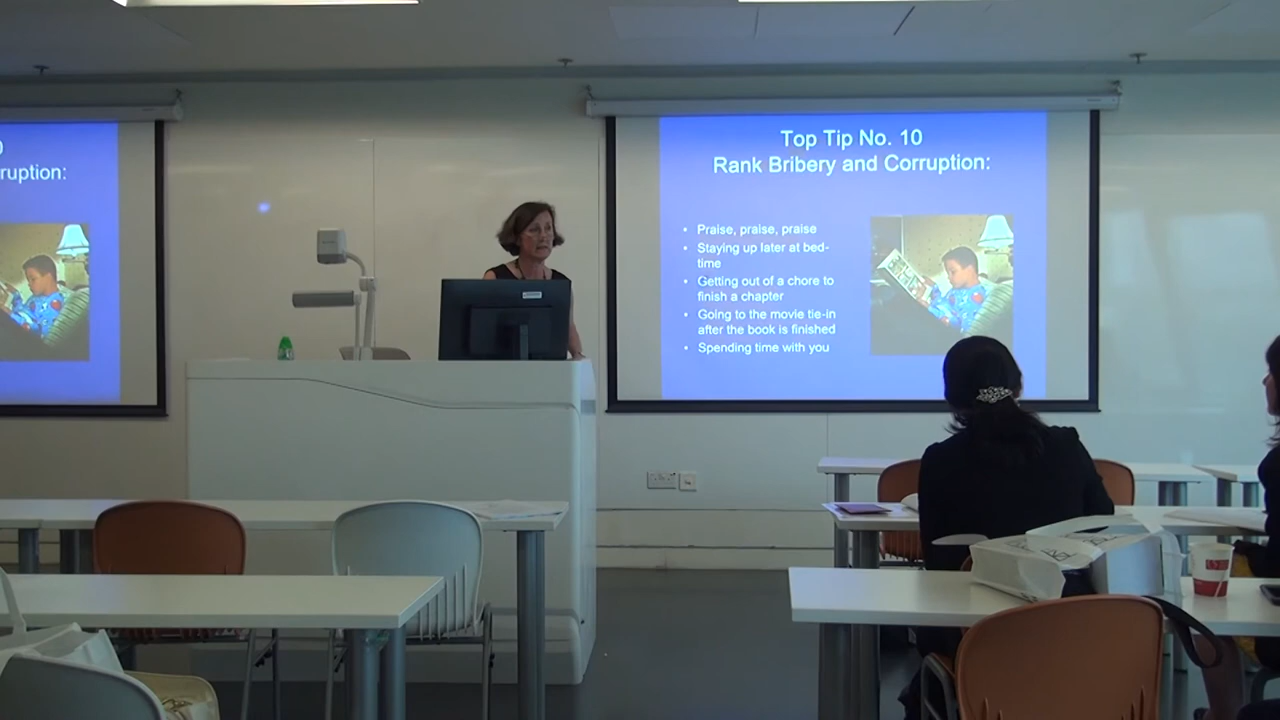 0
ruption:
Top Tip No. 10
Rank Bribery and Corruption:
• Praise, praise, praise
• Staying up later at bed-
time
• Getting out of a chore to
finish a chapter
• Going to the movie tie-in
after the book is finished
• Spending time with you